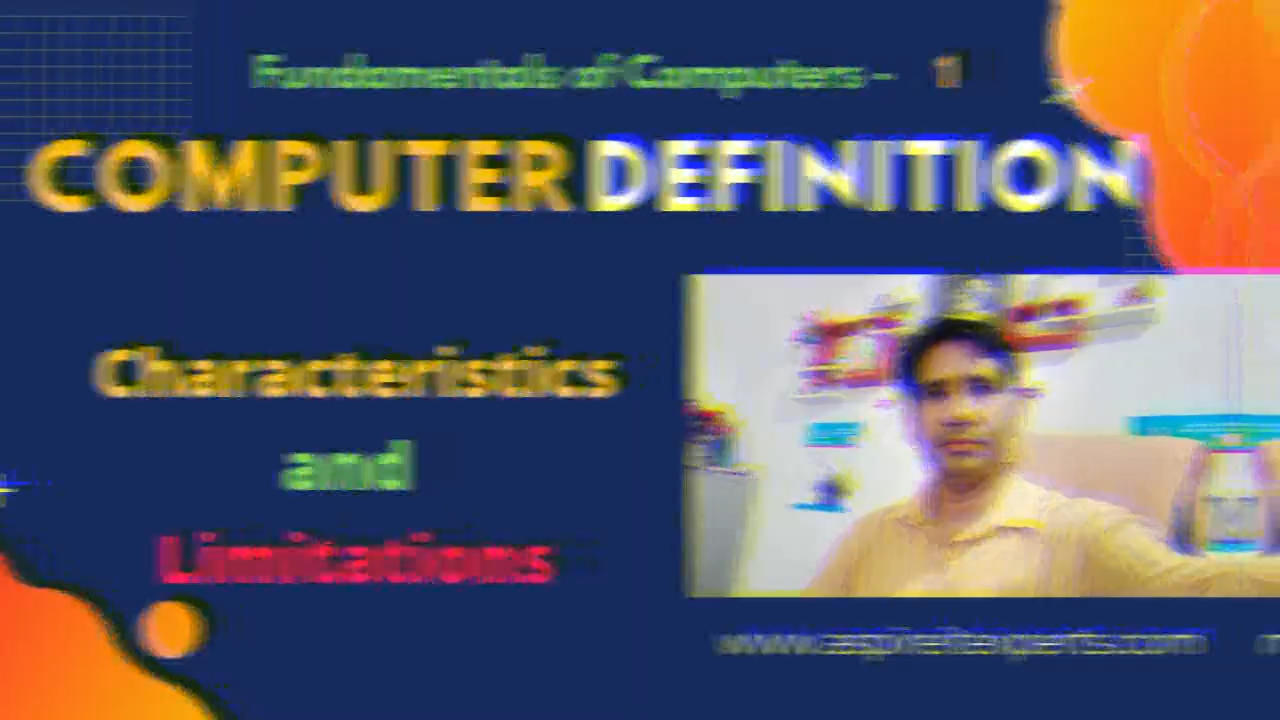 Fundamentals of Computers -
COMPUTER DEFINITION
Characteristics
and
Limitations